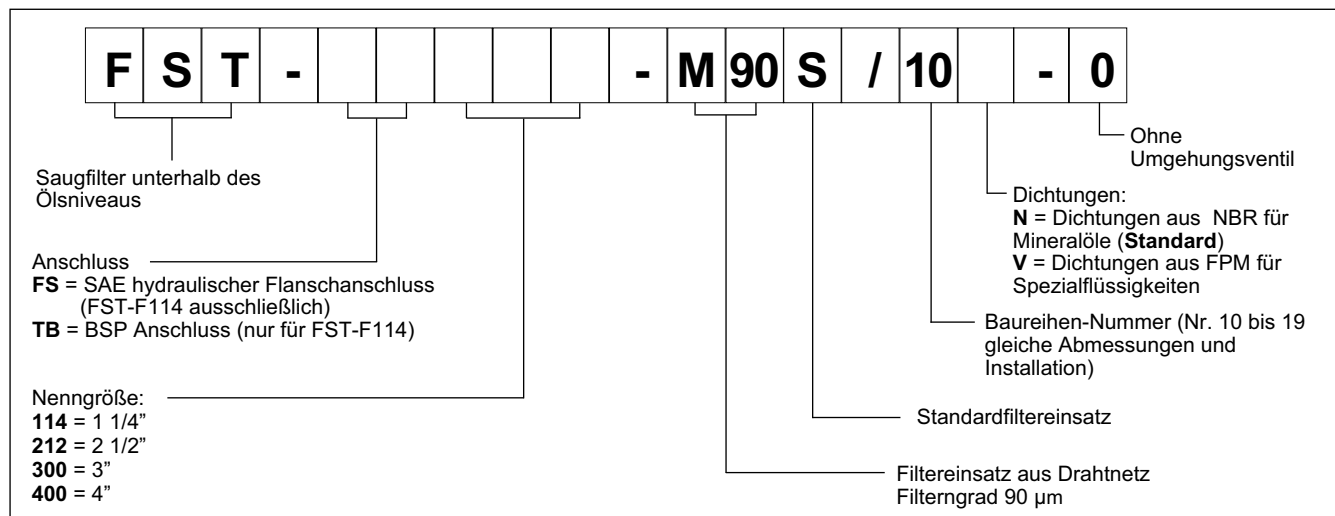 F S T - - M 90 S / 10 - 0
Saugfilter unterhalb des
Ölsniveaus
Anschluss
FS = SAE hydraulischer Flanschanschluss
(FST-F114 ausschließlich)
TB = BSP Anschluss (nur für FST-F114)
Nenngröße:
114 = 1 1/4”
212 = 2 1/2”
300 = 3”
400 = 4”
Ohne
Umgehungsventil
Dichtungen:
N = Dichtungen aus NBR für
Mineralöle (Standard)
V = Dichtungen aus FPM für
Spezialflüssigkeiten
Baureihen-Nummer (Nr. 10 bis 19
gleiche Abmessungen und
Installation)
Standardfiltereinsatz
Filtereinsatz aus Drahtnetz
Filterngrad 90 µm